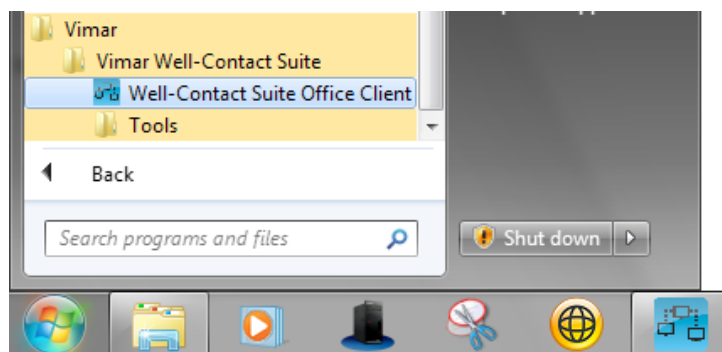 Vimar
Vimar Well-Contact Suite
Well-Contact Suite Office Client
Tools
Back
Search programs and files
Shut down